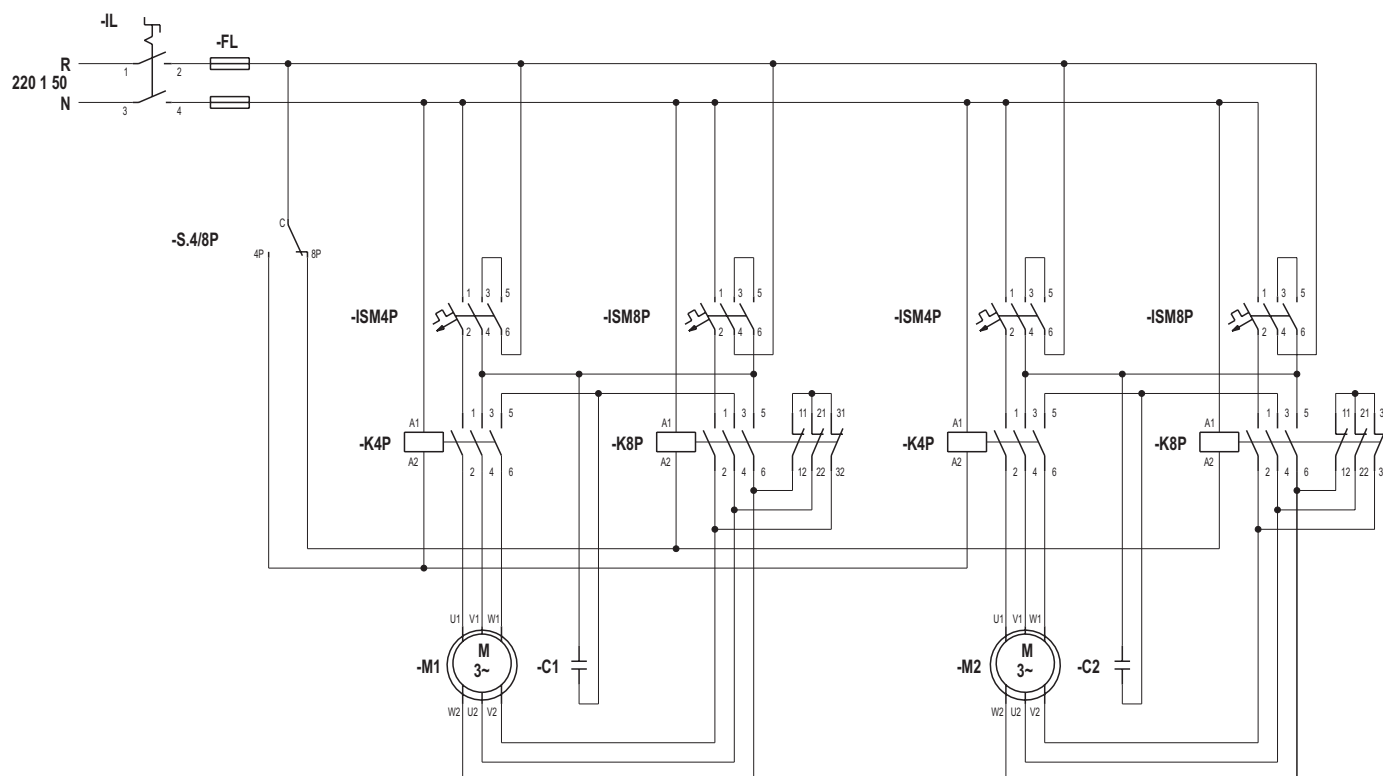 -IL
-FL
R
1 2
220 1 50
N
3 4
C
-S.4/8P
4P 8P
1 3 5
-ISM4P
2 4 6
1 3 5
-ISM8P
2 4 6
1 3 5
-ISM4P
2 4 6
1 3 5
-ISM8P
2 4 6
A1 1 3 5
-K4P
A2 2 4 6
A1 1 3 5 11 21 31
-K8P
A2 2 4 6 12 22 32
A1 1 3 5
-K4P
A2 2 4 6
A1 1 3 5 11 21
-K8P
A2 2 4 6 12 22
U1 V1 W1
-M1
M
3~
W2 U2 V2
-C1
U1 V1 W1
-M2
M
3~
W2 U2 V2
-C2